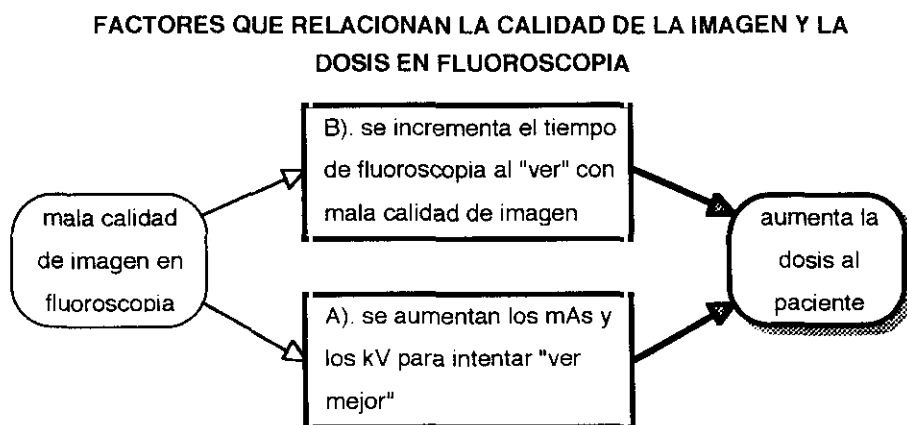 FACTORES QUE RELACIONAN LA CALIDAD DE LA IMAGEN Y LA
DOSIS EN FLUOROSCOPIA
mala calidad
de imagen en
fluoroscopia
B). se incrementa el tiempo
de fluoroscopia al "ver" con
mala calidad de imagen
A). se aumentan los mAs y
los kV para intentar "ver
mejor"
aumenta la
dosis al
paciente